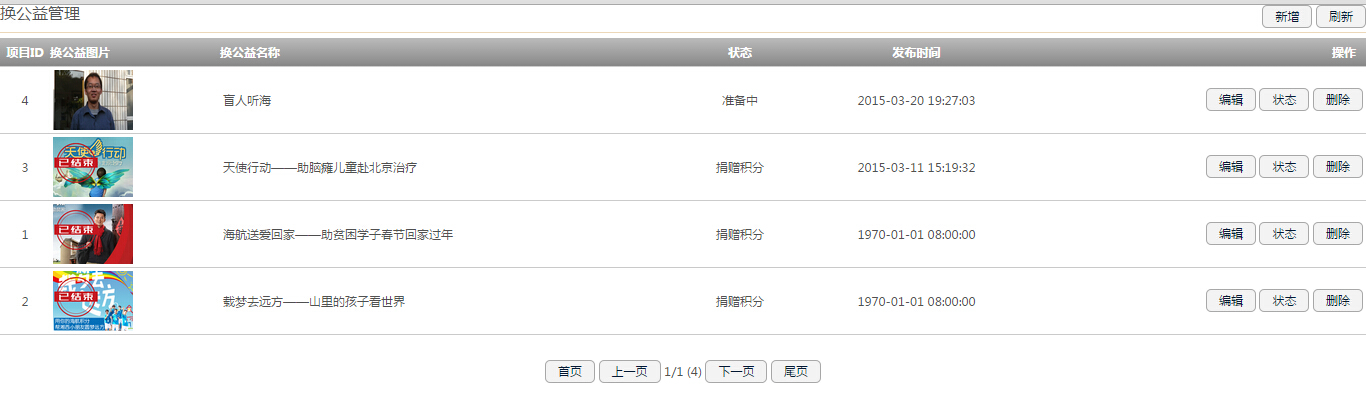 换公益管理
新增 刷新
项目ID 换公益图片 换公益名称 状态 发布时间 操作
4 盲人听海 准备中 2015-03-20 19:27:03 编辑 状态 删除
天使行动
已结束
3 天使行动——助脑瘫儿童赴北京治疗 捐赠积分 2015-03-11 15:19:32 编辑 状态 删除
已结束
1 海航送爱回家——助贫困学子春节回家过年 捐赠积分 1970-01-01 08:00:00 编辑 状态 删除
已结束
2 载梦去远方——山里的孩子看世界 捐赠积分 1970-01-01 08:00:00 编辑 状态 删除
首页 上一页 1/1 (4) 下一页 尾页